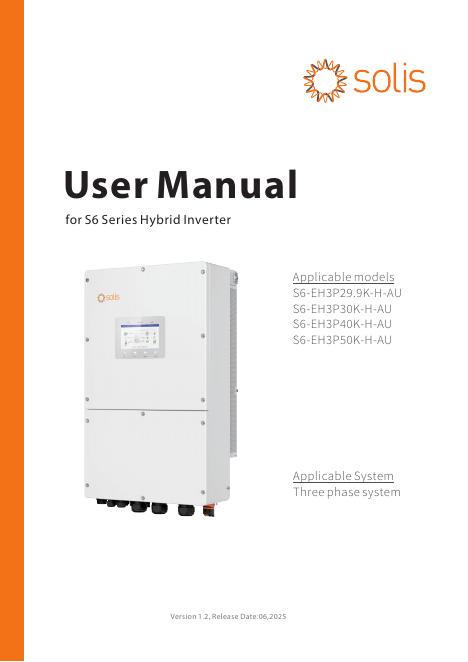 solis
User Manual
for S6 Series Hybrid Inverter
solis
Applicable models
S6-EH3P29.9K-H-AU
S6-EH3P30K-H-AU
S6-EH3P40K-H-AU
S6-EH3P50K-H-AU
Applicable System
Three phase system
Version 1.2, Release Date:06,2025